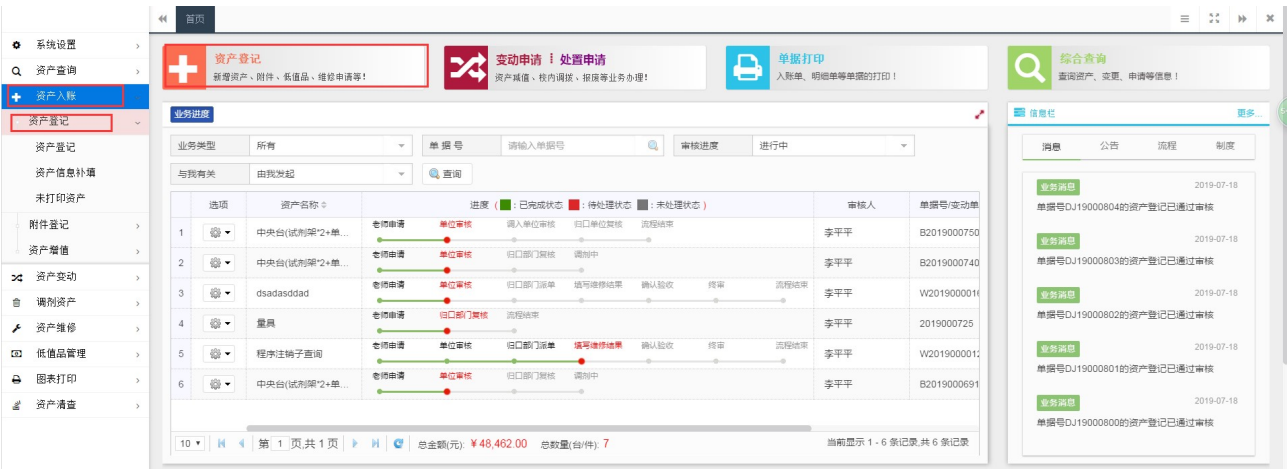 首页
系统设置
资产查询
资产入账
资产登记
资产登记
资产信息补填
未打印资产
附件登记
资产增值
资产变动
调剂资产
资产维修
低值品管理
图表打印
资产清查
资产登记
新增资产、附件、低值品、维修申请等!
变动申请 ┇ 处置申请
资产减值、校内调拨、报废等业务办理!
单据打印
入账单、明细单等单据的打印！
综合查询
查询资产、变更、申请等信息！
业务进度
业务类型 所有 单 据 号 请输入单据号 审核进度 进行中
与我有关 由我发起 查询
选项 资产名称 进度（ ：已完成状态 ：待处理状态 ：未处理状态 ） 审核人 单据号/变动单
1 中央台(试剂架*2+单... 老师申请 单位审核 调入单位审核 归口单位复核 流程结束 李平平 B2019000750
2 中央台(试剂架*2+单... 老师申请 单位审核 归口部门复核 调剂中 李平平 B2019000740
3 dsadasddad 老师申请 单位审核 归口部门派单 填写维修结果 确认验收 终审 流程结束 李平平 W201900001
4 量具 老师申请 归口部门复核 流程结束 李平平 2019000725
5 程序注销子查询 老师申请 单位审核 归口部门派单 填写维修结果 确认验收 终审 流程结束 李平平 W201900001
6 中央台(试剂架*2+单... 老师申请 单位审核 归口部门复核 调剂中 李平平 B2019000691
10 第 1 页,共 1 页 总金额(元): ￥48,462.00 总数量(台/件): 7 当前显示 1 - 6 条记录,共 6 条记录
信息栏 更多...
消息 公告 流程 制度
业务消息 2019-07-18
单据号DJ19000804的资产登记已通过审核
业务消息 2019-07-18
单据号DJ19000803的资产登记已通过审核
业务消息 2019-07-18
单据号DJ19000802的资产登记已通过审核
业务消息 2019-07-18
单据号DJ19000801的资产登记已通过审核
业务消息 2019-07-18
单据号DJ19000800的资产登记已通过审核